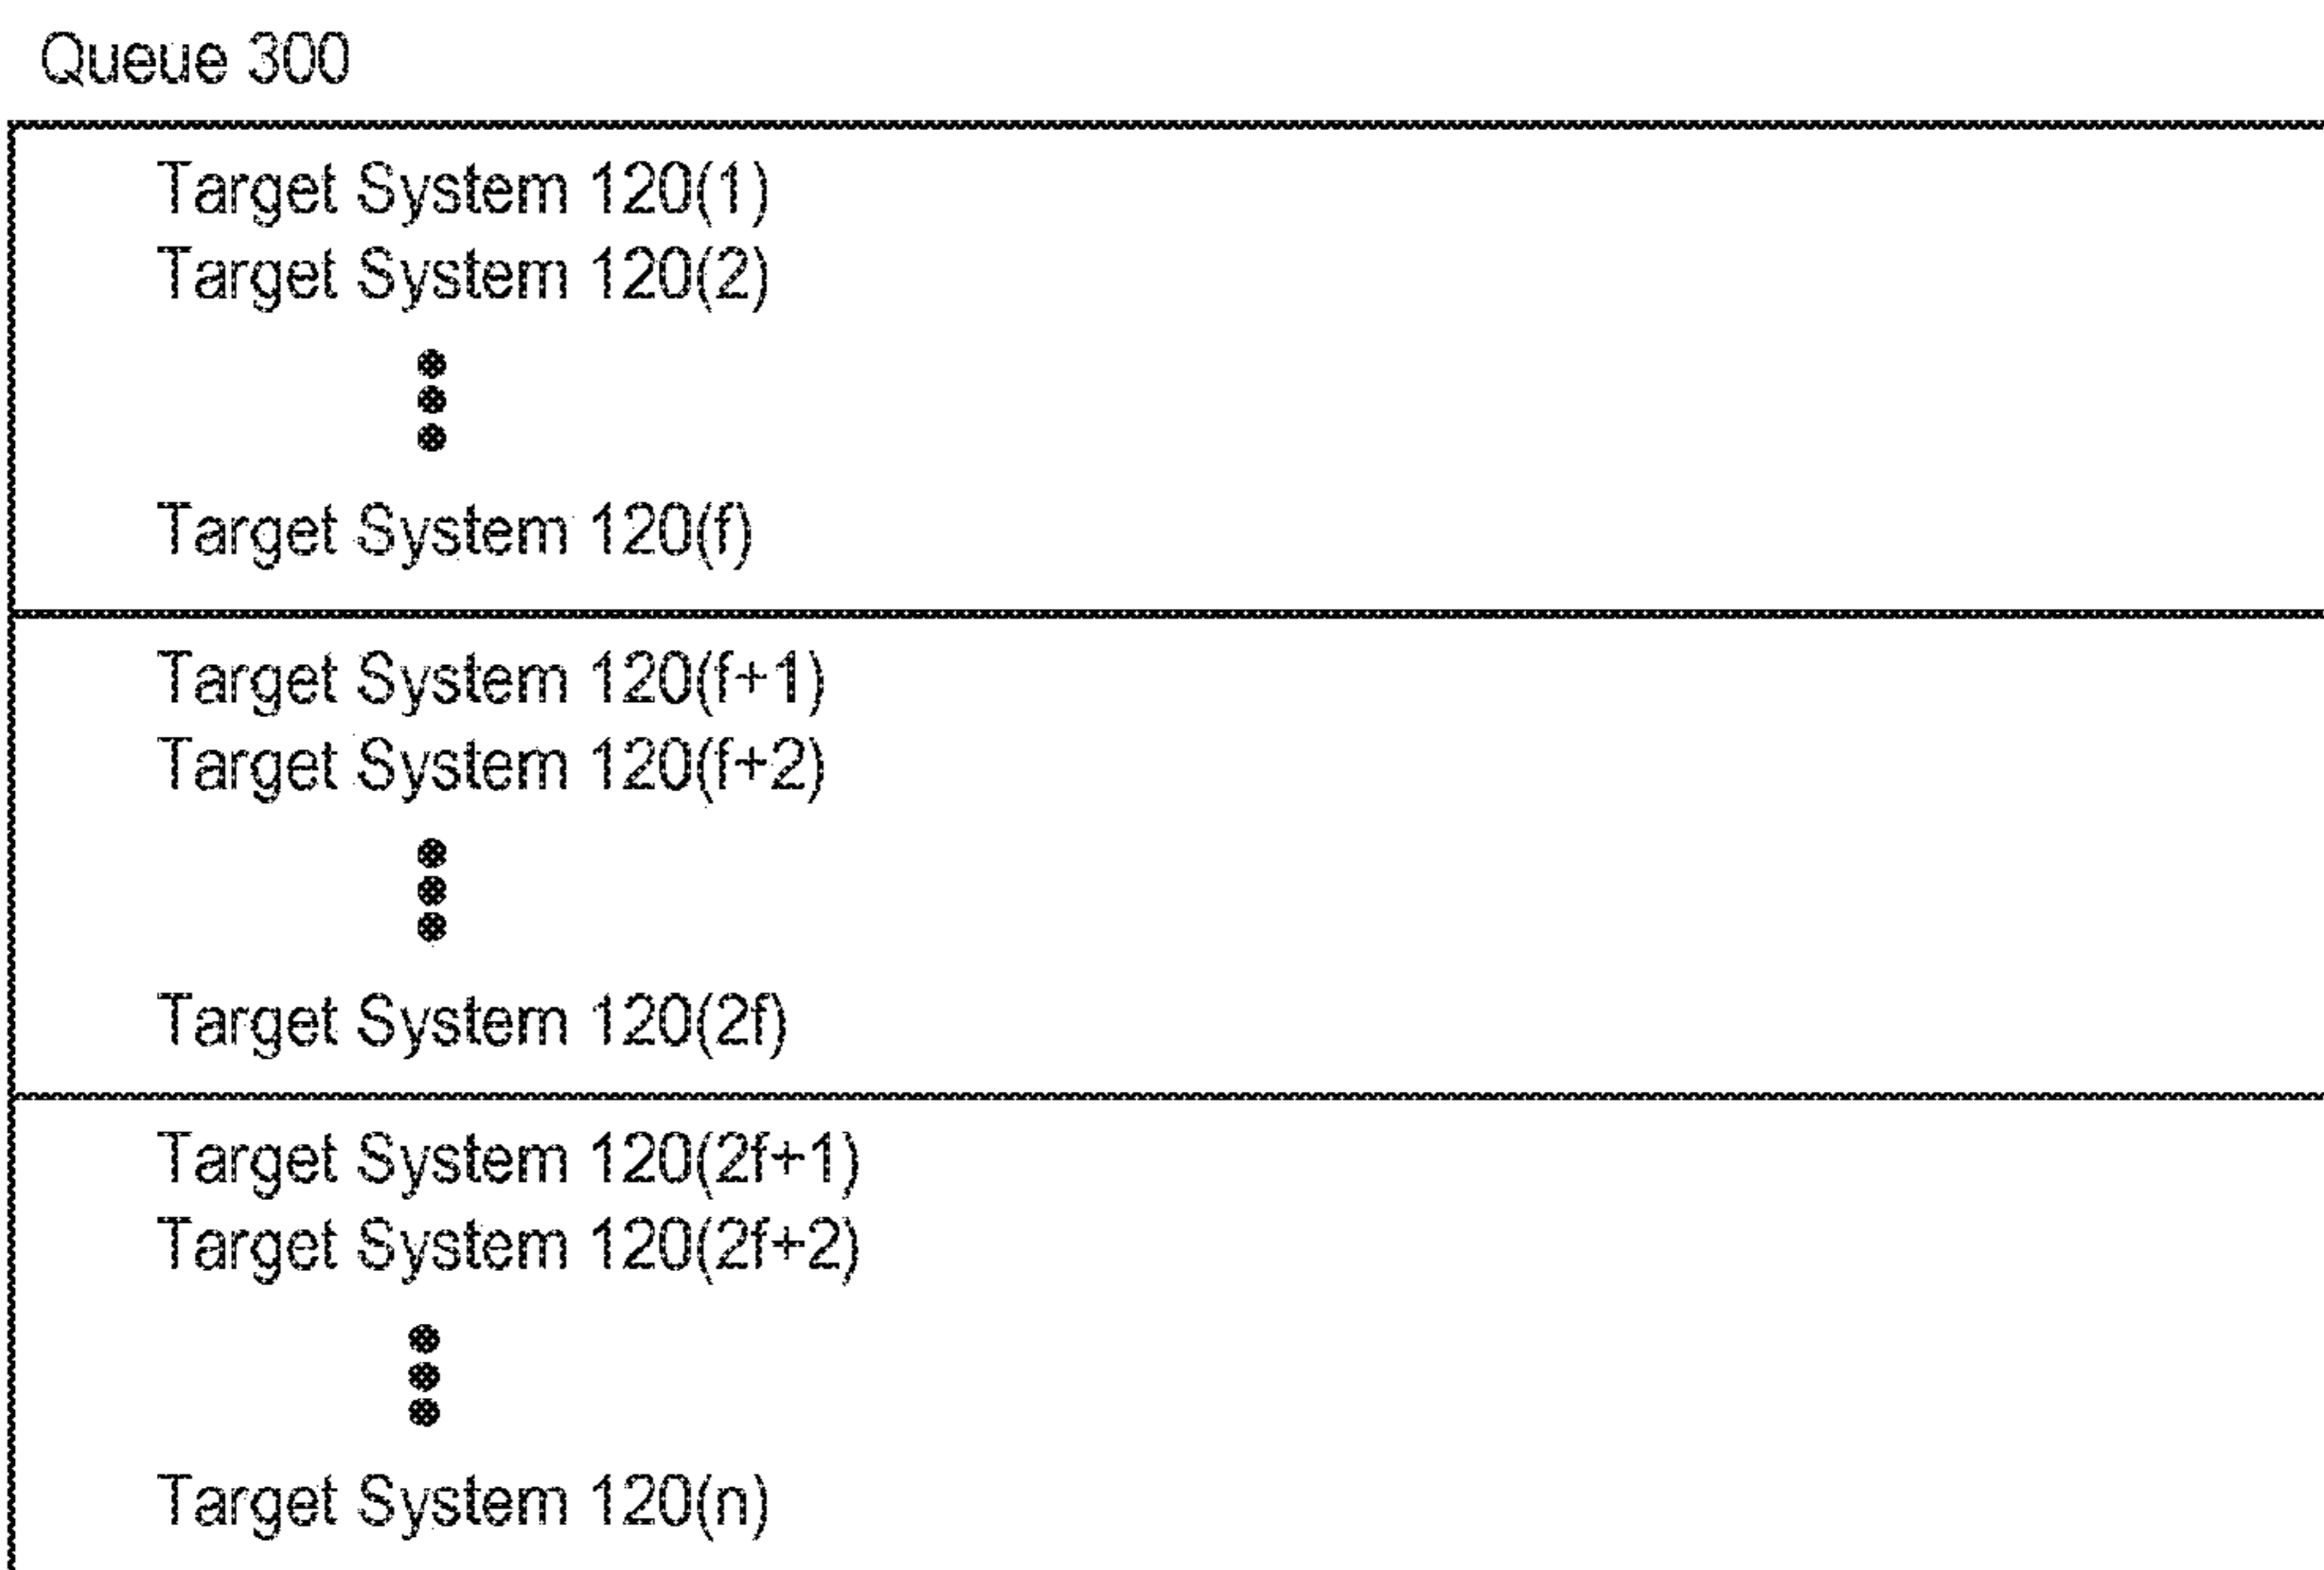 Queue 300
Target System 120(1)
Target System 120(2)
Target System 120(f)
Target System 120(f+1)
Target System 120(f+2)
Target System 120(2f)
Target System 120(2f+1)
Target System 120(2f+2)
Target System 120(n)